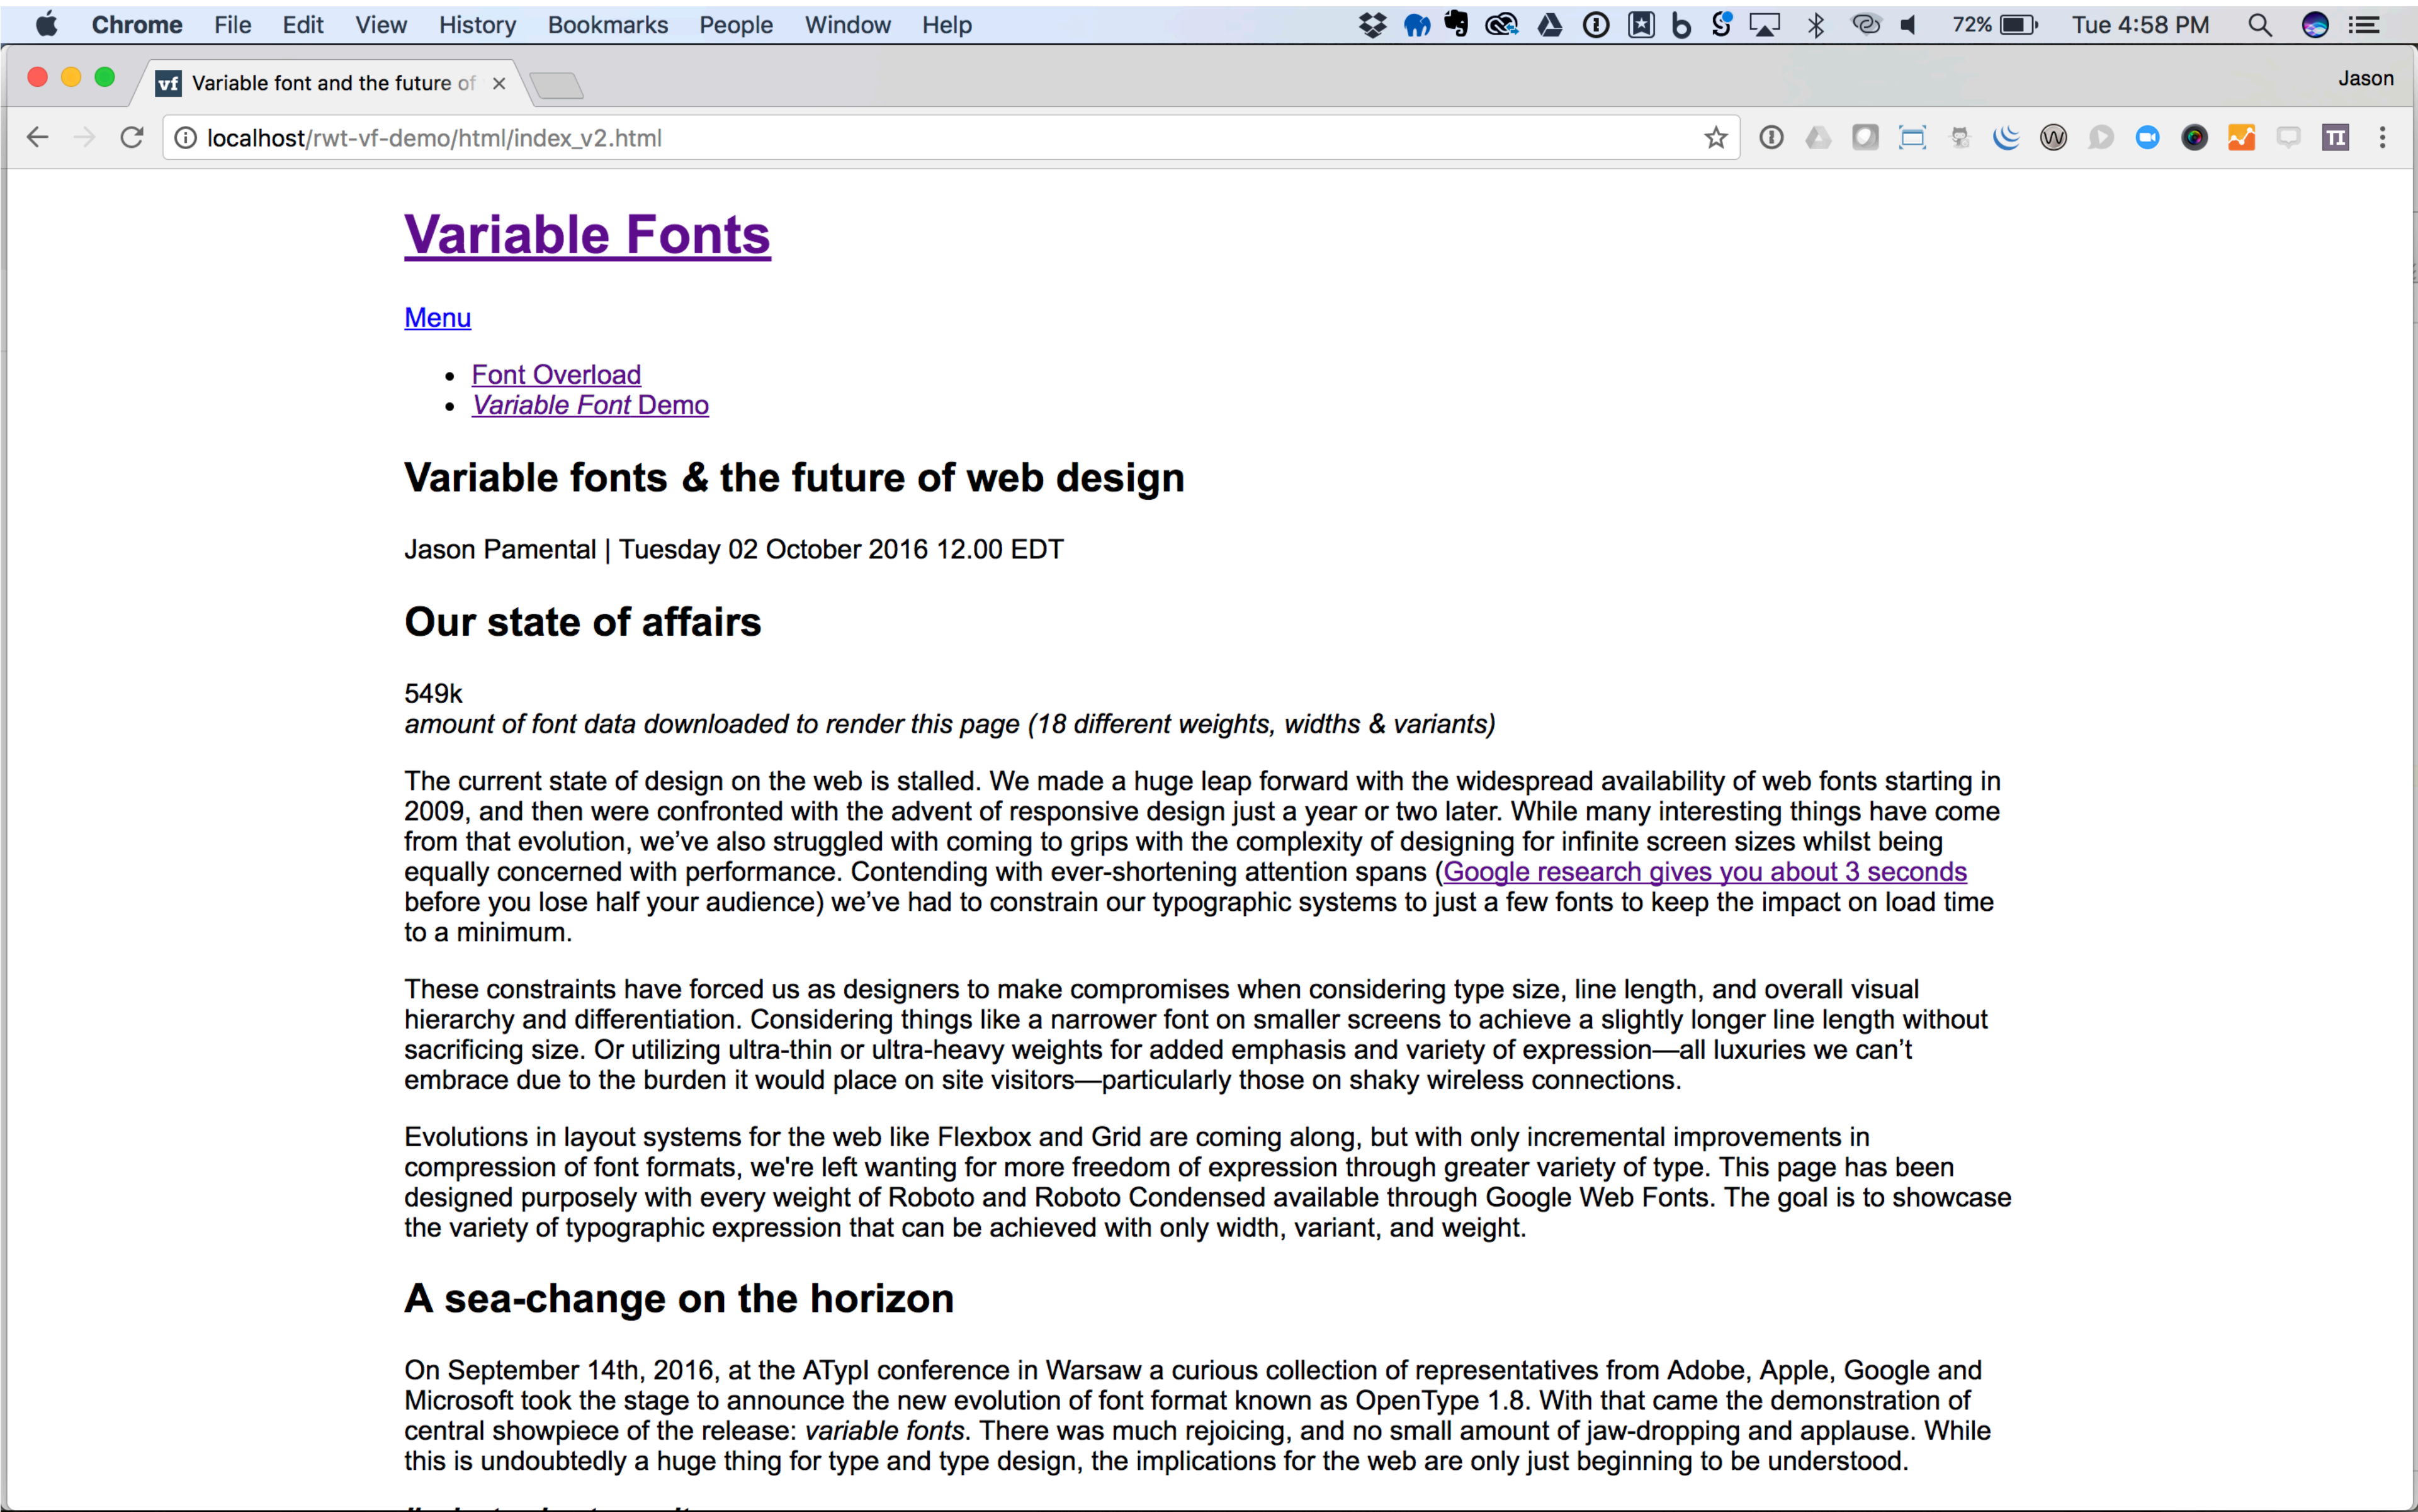 Chrome File Edit View History Bookmarks People Window Help 72% Tue 4:58 PM
vf Variable font and the future of Jason
localhost/rwt-vf-demo/html/index_v2.html
Variable Fonts
Menu
• Font Overload
• Variable Font Demo
Variable fonts & the future of web design
Jason Pamental | Tuesday 02 October 2016 12.00 EDT
Our state of affairs
549k
amount of font data downloaded to render this page (18 different weights, widths & variants)
The current state of design on the web is stalled. We made a huge leap forward with the widespread availability of web fonts starting in
2009, and then were confronted with the advent of responsive design just a year or two later. While many interesting things have come
from that evolution, we’ve also struggled with coming to grips with the complexity of designing for infinite screen sizes whilst being
equally concerned with performance. Contending with ever-shortening attention spans (Google research gives you about 3 seconds
before you lose half your audience) we’ve had to constrain our typographic systems to just a few fonts to keep the impact on load time
to a minimum.
These constraints have forced us as designers to make compromises when considering type size, line length, and overall visual
hierarchy and differentiation. Considering things like a narrower font on smaller screens to achieve a slightly longer line length without
sacrificing size. Or utilizing ultra-thin or ultra-heavy weights for added emphasis and variety of expression—all luxuries we can’t
embrace due to the burden it would place on site visitors—particularly those on shaky wireless connections.
Evolutions in layout systems for the web like Flexbox and Grid are coming along, but with only incremental improvements in
compression of font formats, we're left wanting for more freedom of expression through greater variety of type. This page has been
designed purposely with every weight of Roboto and Roboto Condensed available through Google Web Fonts. The goal is to showcase
the variety of typographic expression that can be achieved with only width, variant, and weight.
A sea-change on the horizon
On September 14th, 2016, at the ATypI conference in Warsaw a curious collection of representatives from Adobe, Apple, Google and
Microsoft took the stage to announce the new evolution of font format known as OpenType 1.8. With that came the demonstration of
central showpiece of the release: variable fonts. There was much rejoicing, and no small amount of jaw-dropping and applause. While
this is undoubtedly a huge thing for type and type design, the implications for the web are only just beginning to be understood.